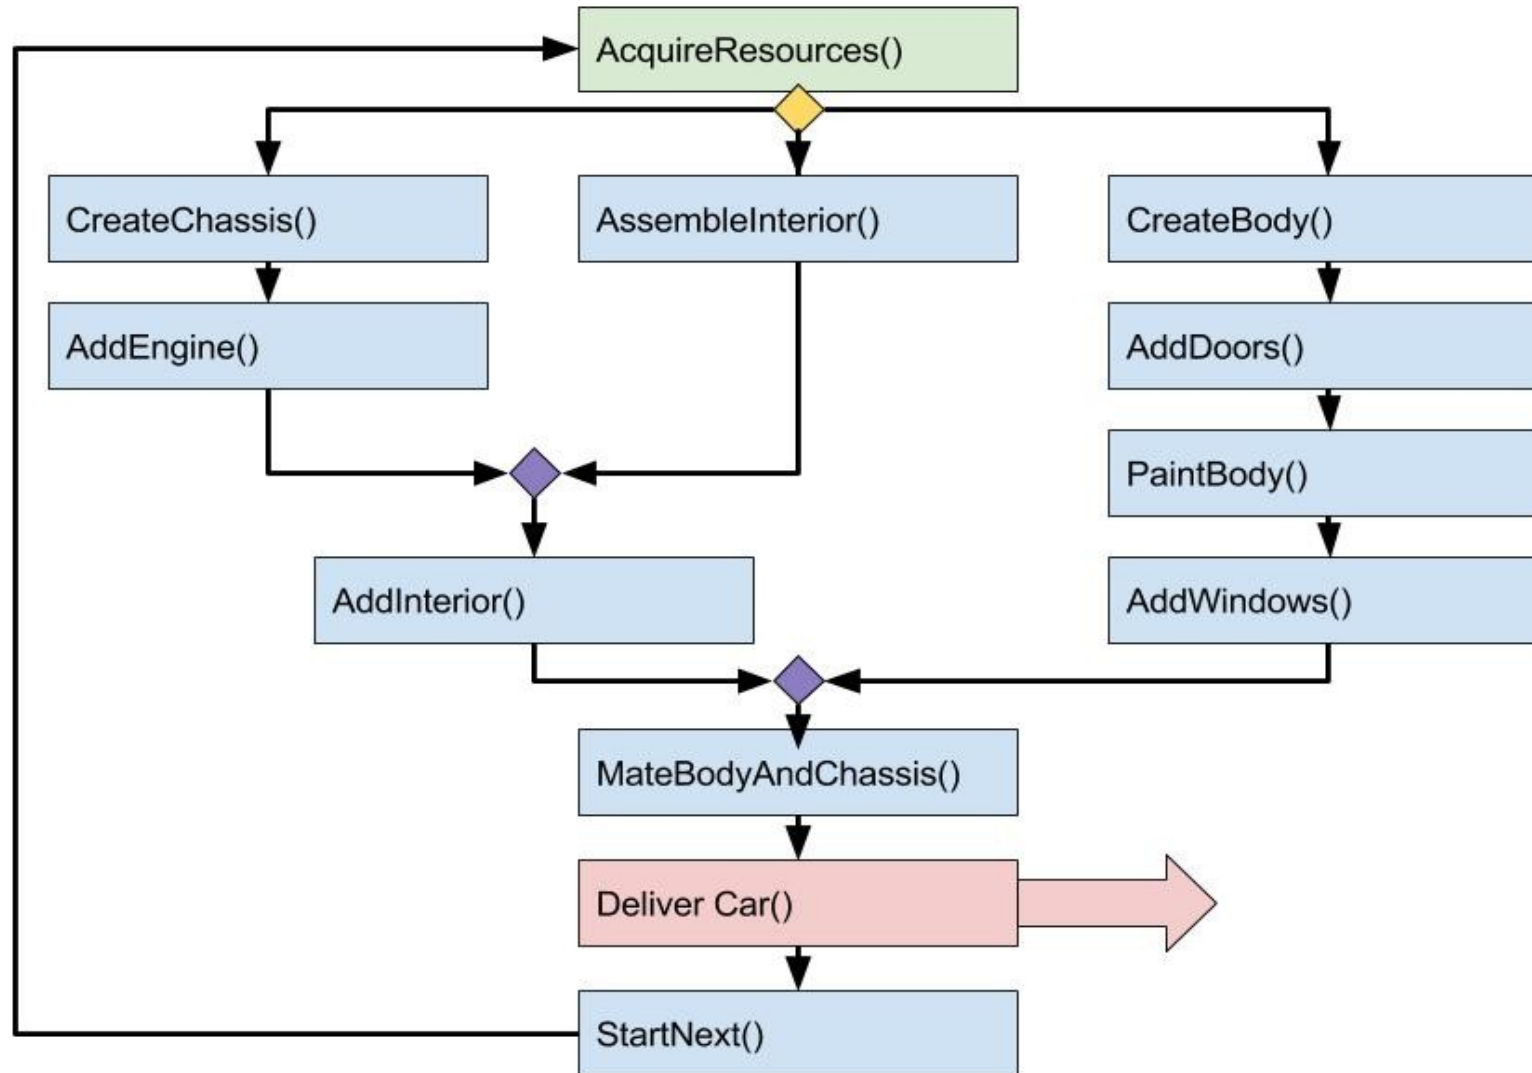 AcquireResources()
CreateChassis()
AssembleInterior()
CreateBody()
AddEngine()
AddDoors()
PaintBody()
AddInterior()
AddWindows()
MateBodyAndChassis()
Deliver Car()
StartNext()